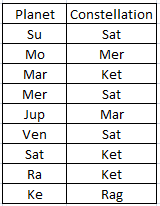 Planet Constellation
Su Sat
Mo Mer
Mar Ket
Mer Sat
Jup Mar
Ven Sat
Sat Ket
Ra Ket
Ke Rag